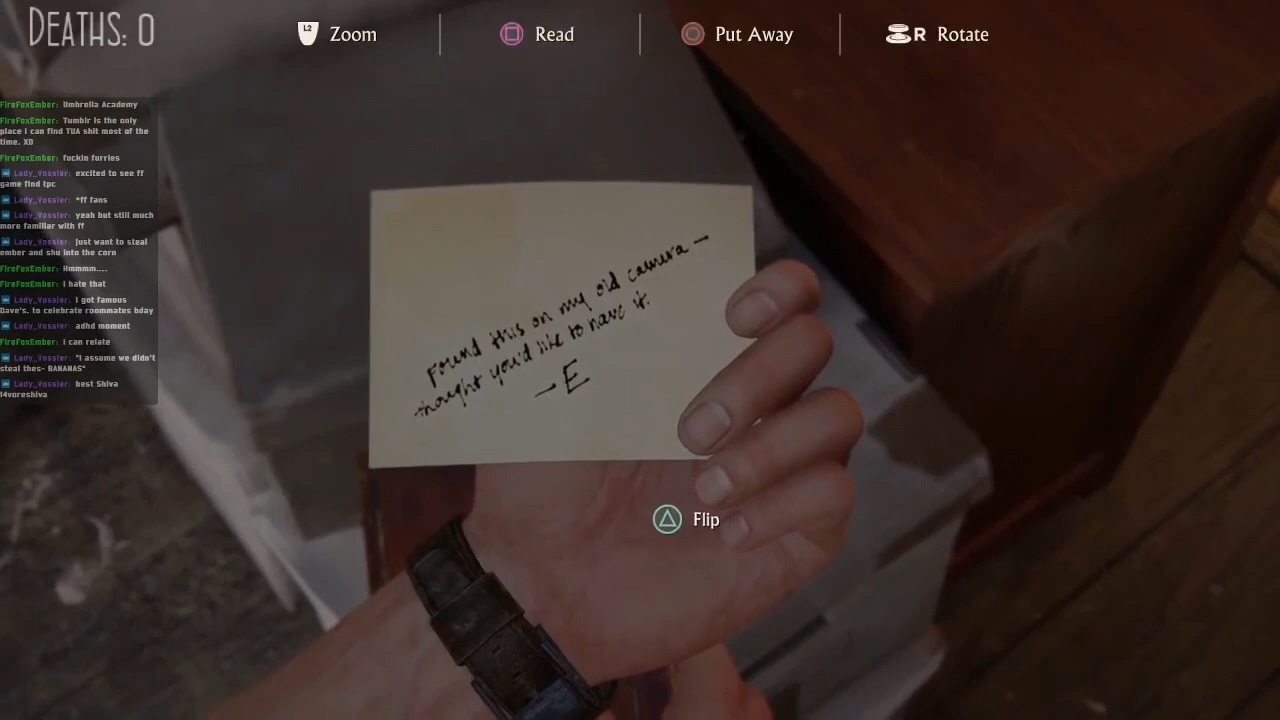 DEATHS: 0
L2 Zoom
Read
Put Away
R Rotate
FireFoxEmber: Umbrella Academy
FireFoxEmber: Tumblr is the only
place I can find TUA shit most of the
time. XD
FireFoxEmber: fuckin furries
Lady_Vossler: excited to see ff
game find tpc
Lady_Vossler: *ff fans
Lady_Vossler: yeah but still much
more familiar with ff
Lady_Vossler: just want to steal
ember and shu into the corn
FireFoxEmber: Hmmmm....
FireFoxEmber: I hate that
Lady_Vossler: I got famous
Dave's. to celebrate roommates bday
Lady_Vossler: adhd moment
FireFoxEmber: i can relate
Lady_Vossler: "I assume we didn't
steal thes- BANANAS"
Lady_Vossler: best Shiva
l4voreshiva
Found this on my old camera —
thought you'd like to have it.
— E
Flip